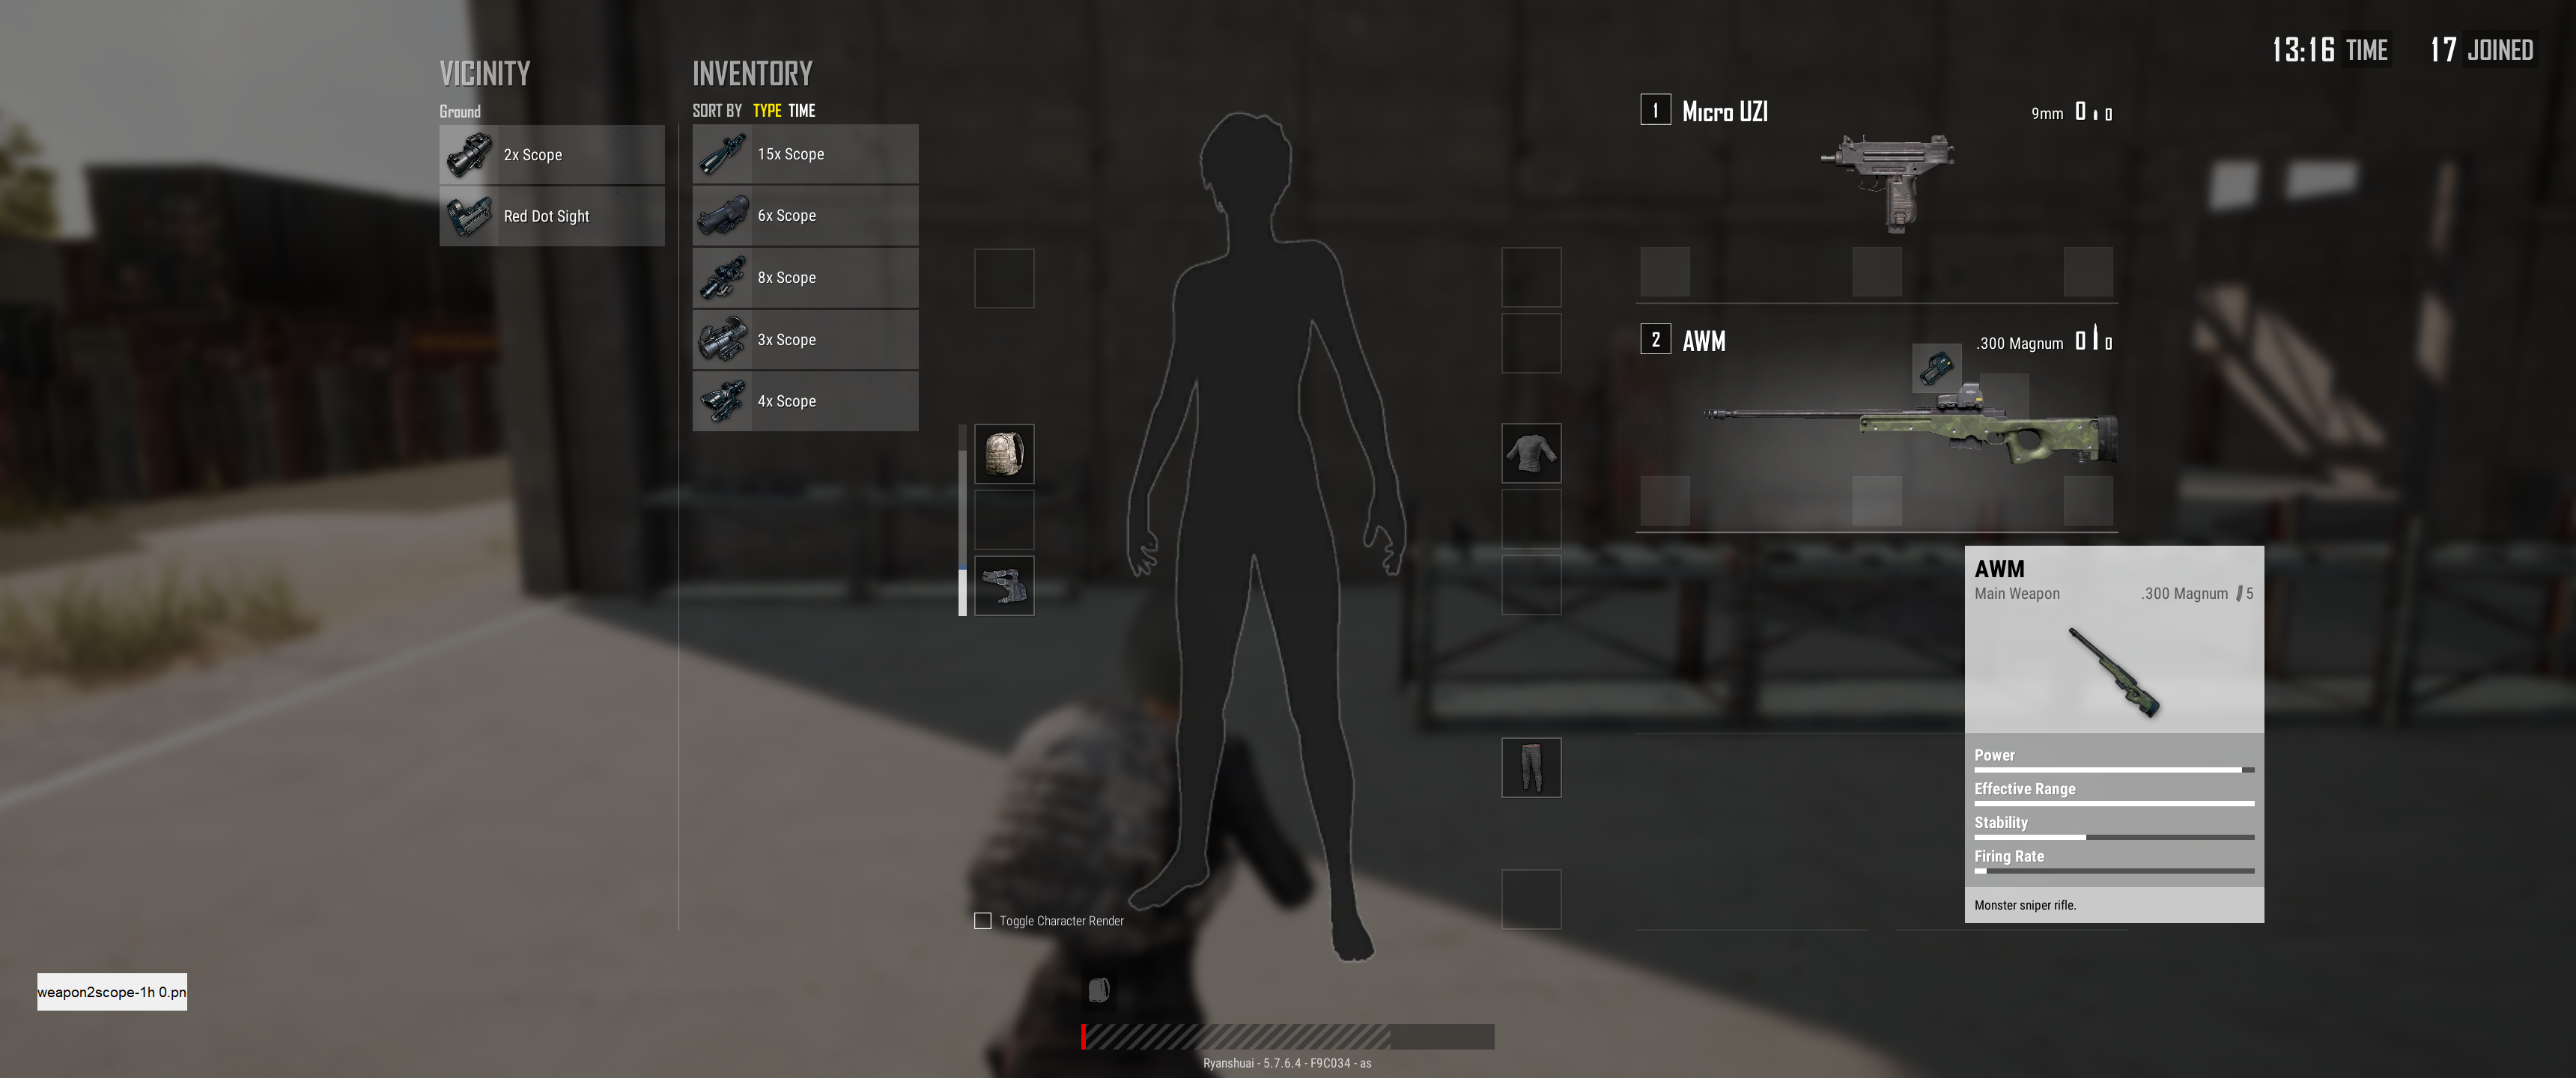 13:16 TIME 17 JOINED
VICINITY
Ground
2x Scope
Red Dot Sight
INVENTORY
SORT BY TYPE TIME
15x Scope
6x Scope
8x Scope
3x Scope
4x Scope
Toggle Character Render
1 Micro UZI 9mm 0 0
2 AWM .300 Magnum 0 0
AWM
Main Weapon .300 Magnum 5
Power
Effective Range
Stability
Firing Rate
Monster sniper rifle.
weapon2scope-1h 0.pn
Ryanshuai - 5.7.6.4 - F9C034 - as